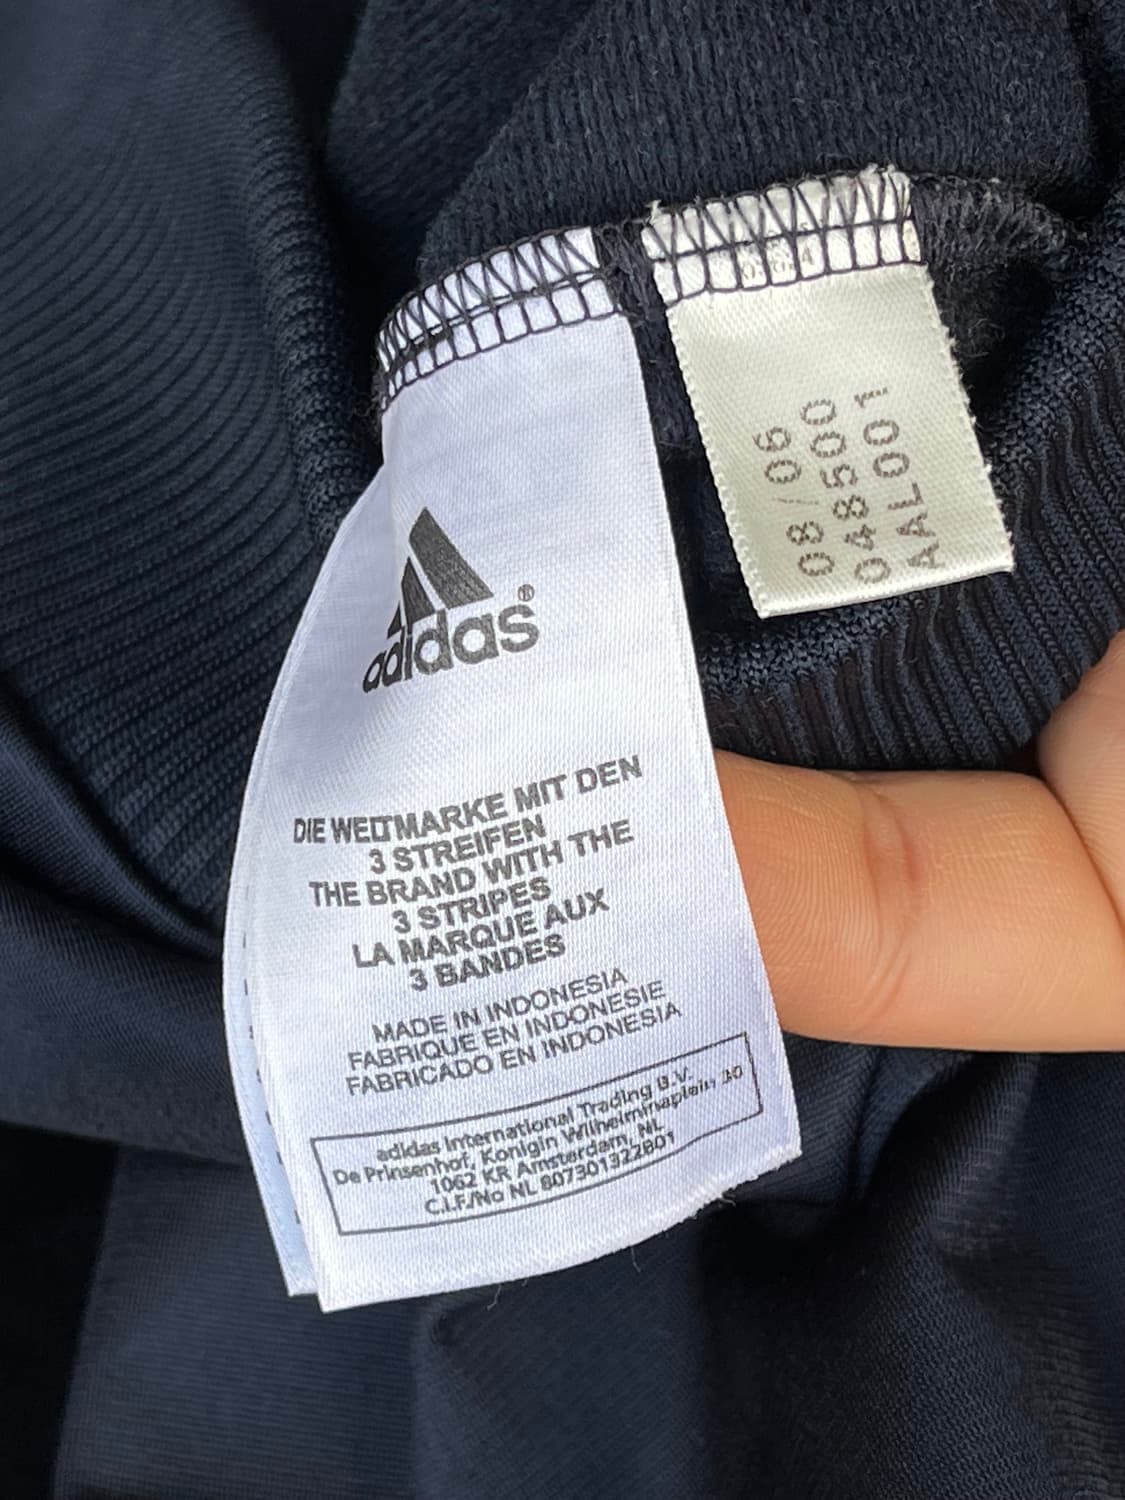 adidas®
DIE WELTMARKE MIT DEN
3 STREIFEN
THE BRAND WITH THE
3 STRIPES
LA MARQUE AUX
3 BANDES
MADE IN INDONESIA
FABRIQUE EN INDONESIE
FABRICADO EN INDONESIA
adidas International Trading B.V.
De Prinsenhof, Konigin Wilhelminaplein 30
1062 KR Amsterdam, NL
C.I.F./No NL 807301322B01
08/06
048500
AAL001